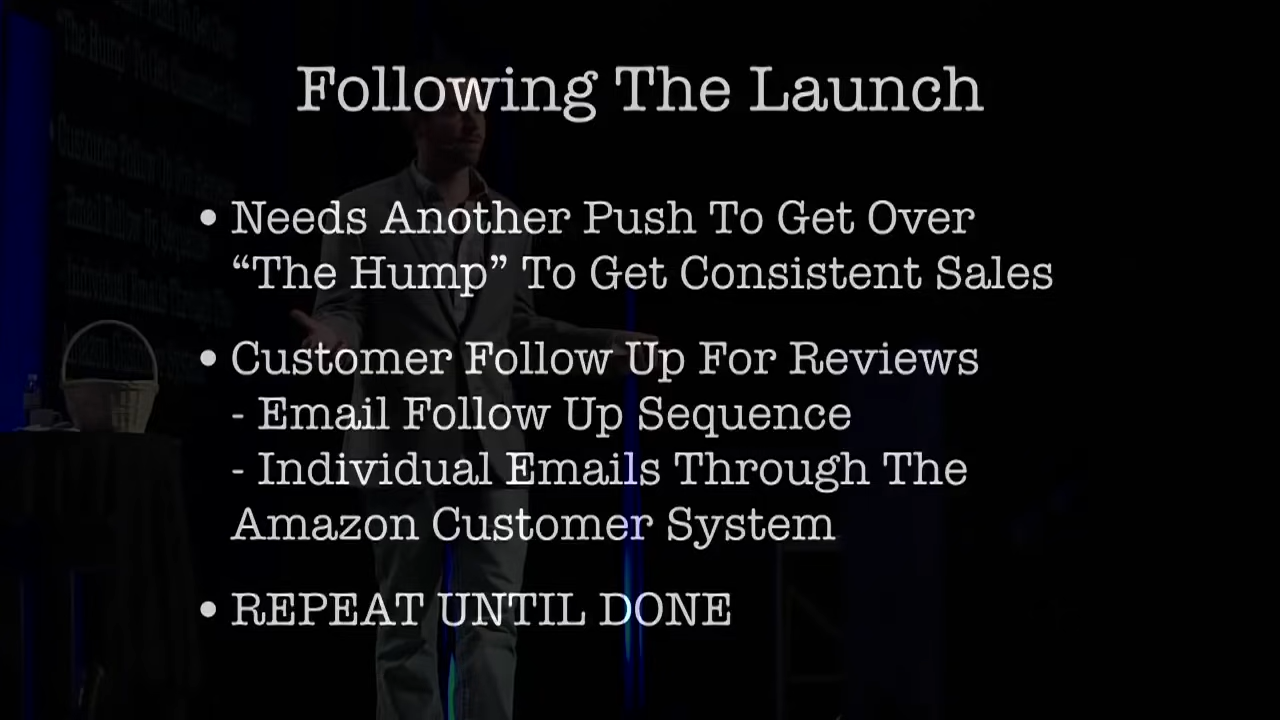 Following The Launch
• Needs Another Push To Get Over
“The Hump” To Get Consistent Sales
• Customer Follow Up For Reviews
- Email Follow Up Sequence
- Individual Emails Through The
Amazon Customer System
• REPEAT UNTIL DONE